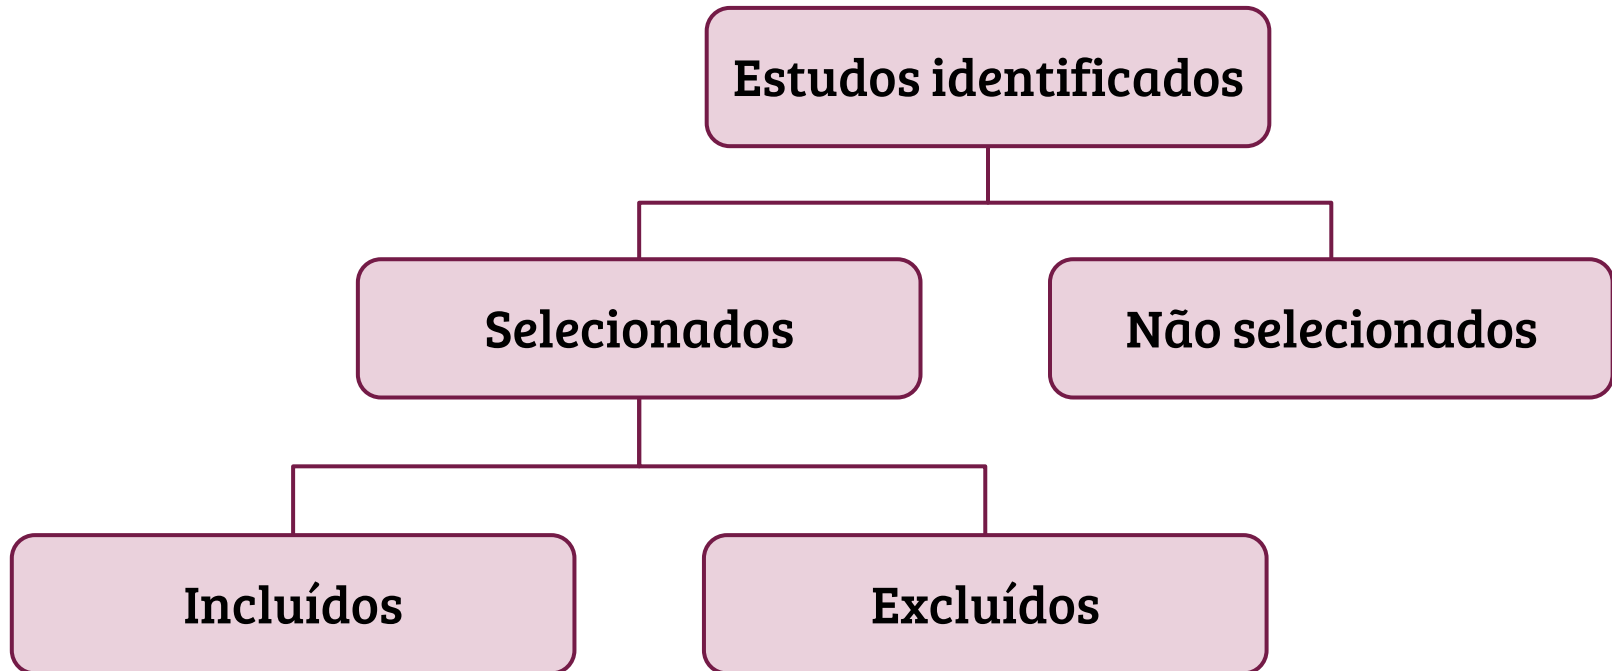 Estudos identificados
Selecionados
Não selecionados
Incluídos
Excluídos